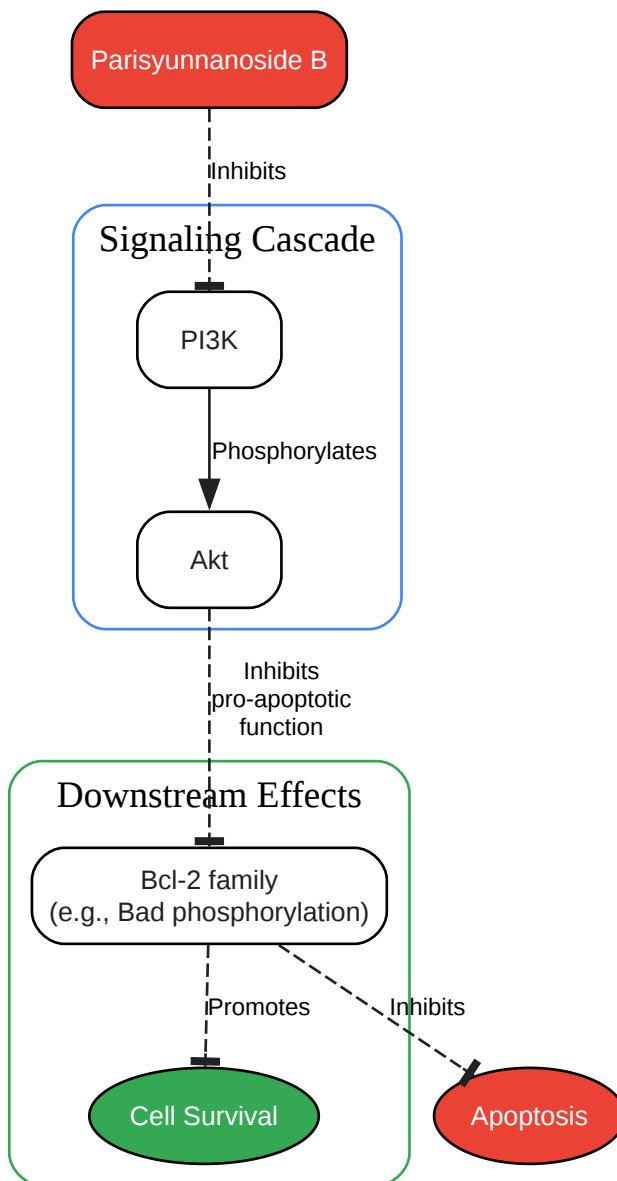 Parisyunnanoside B
Inhibits
Signaling Cascade
PI3K
Phosphorylates
Akt
Inhibits
pro-apoptotic
function
Downstream Effects
Bcl-2 family
(e.g., Bad phosphorylation)
Promotes
Inhibits
Cell Survival
Apoptosis